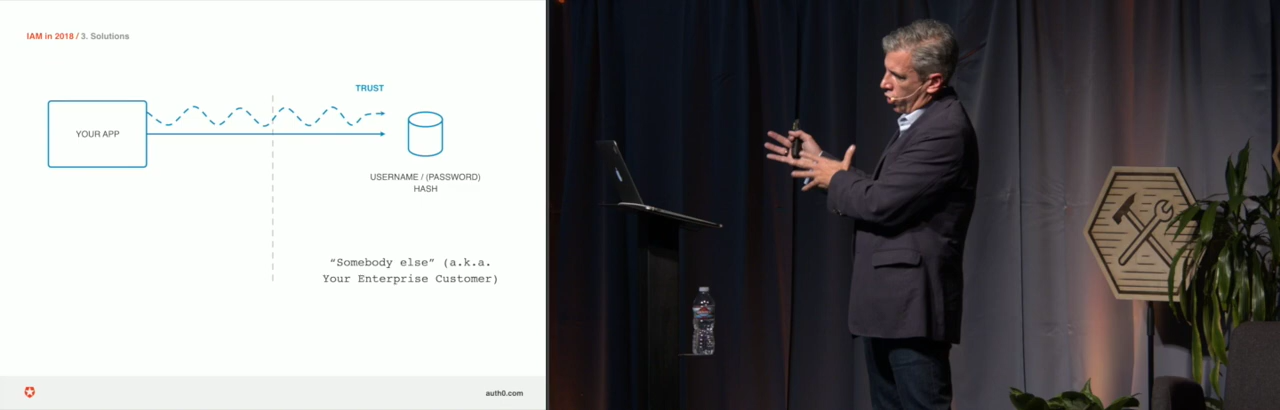 IAM in 2018 / 3. Solutions
TRUST
YOUR APP
USERNAME / (PASSWORD)
HASH
“Somebody else” (a.k.a.
Your Enterprise Customer)
auth0.com